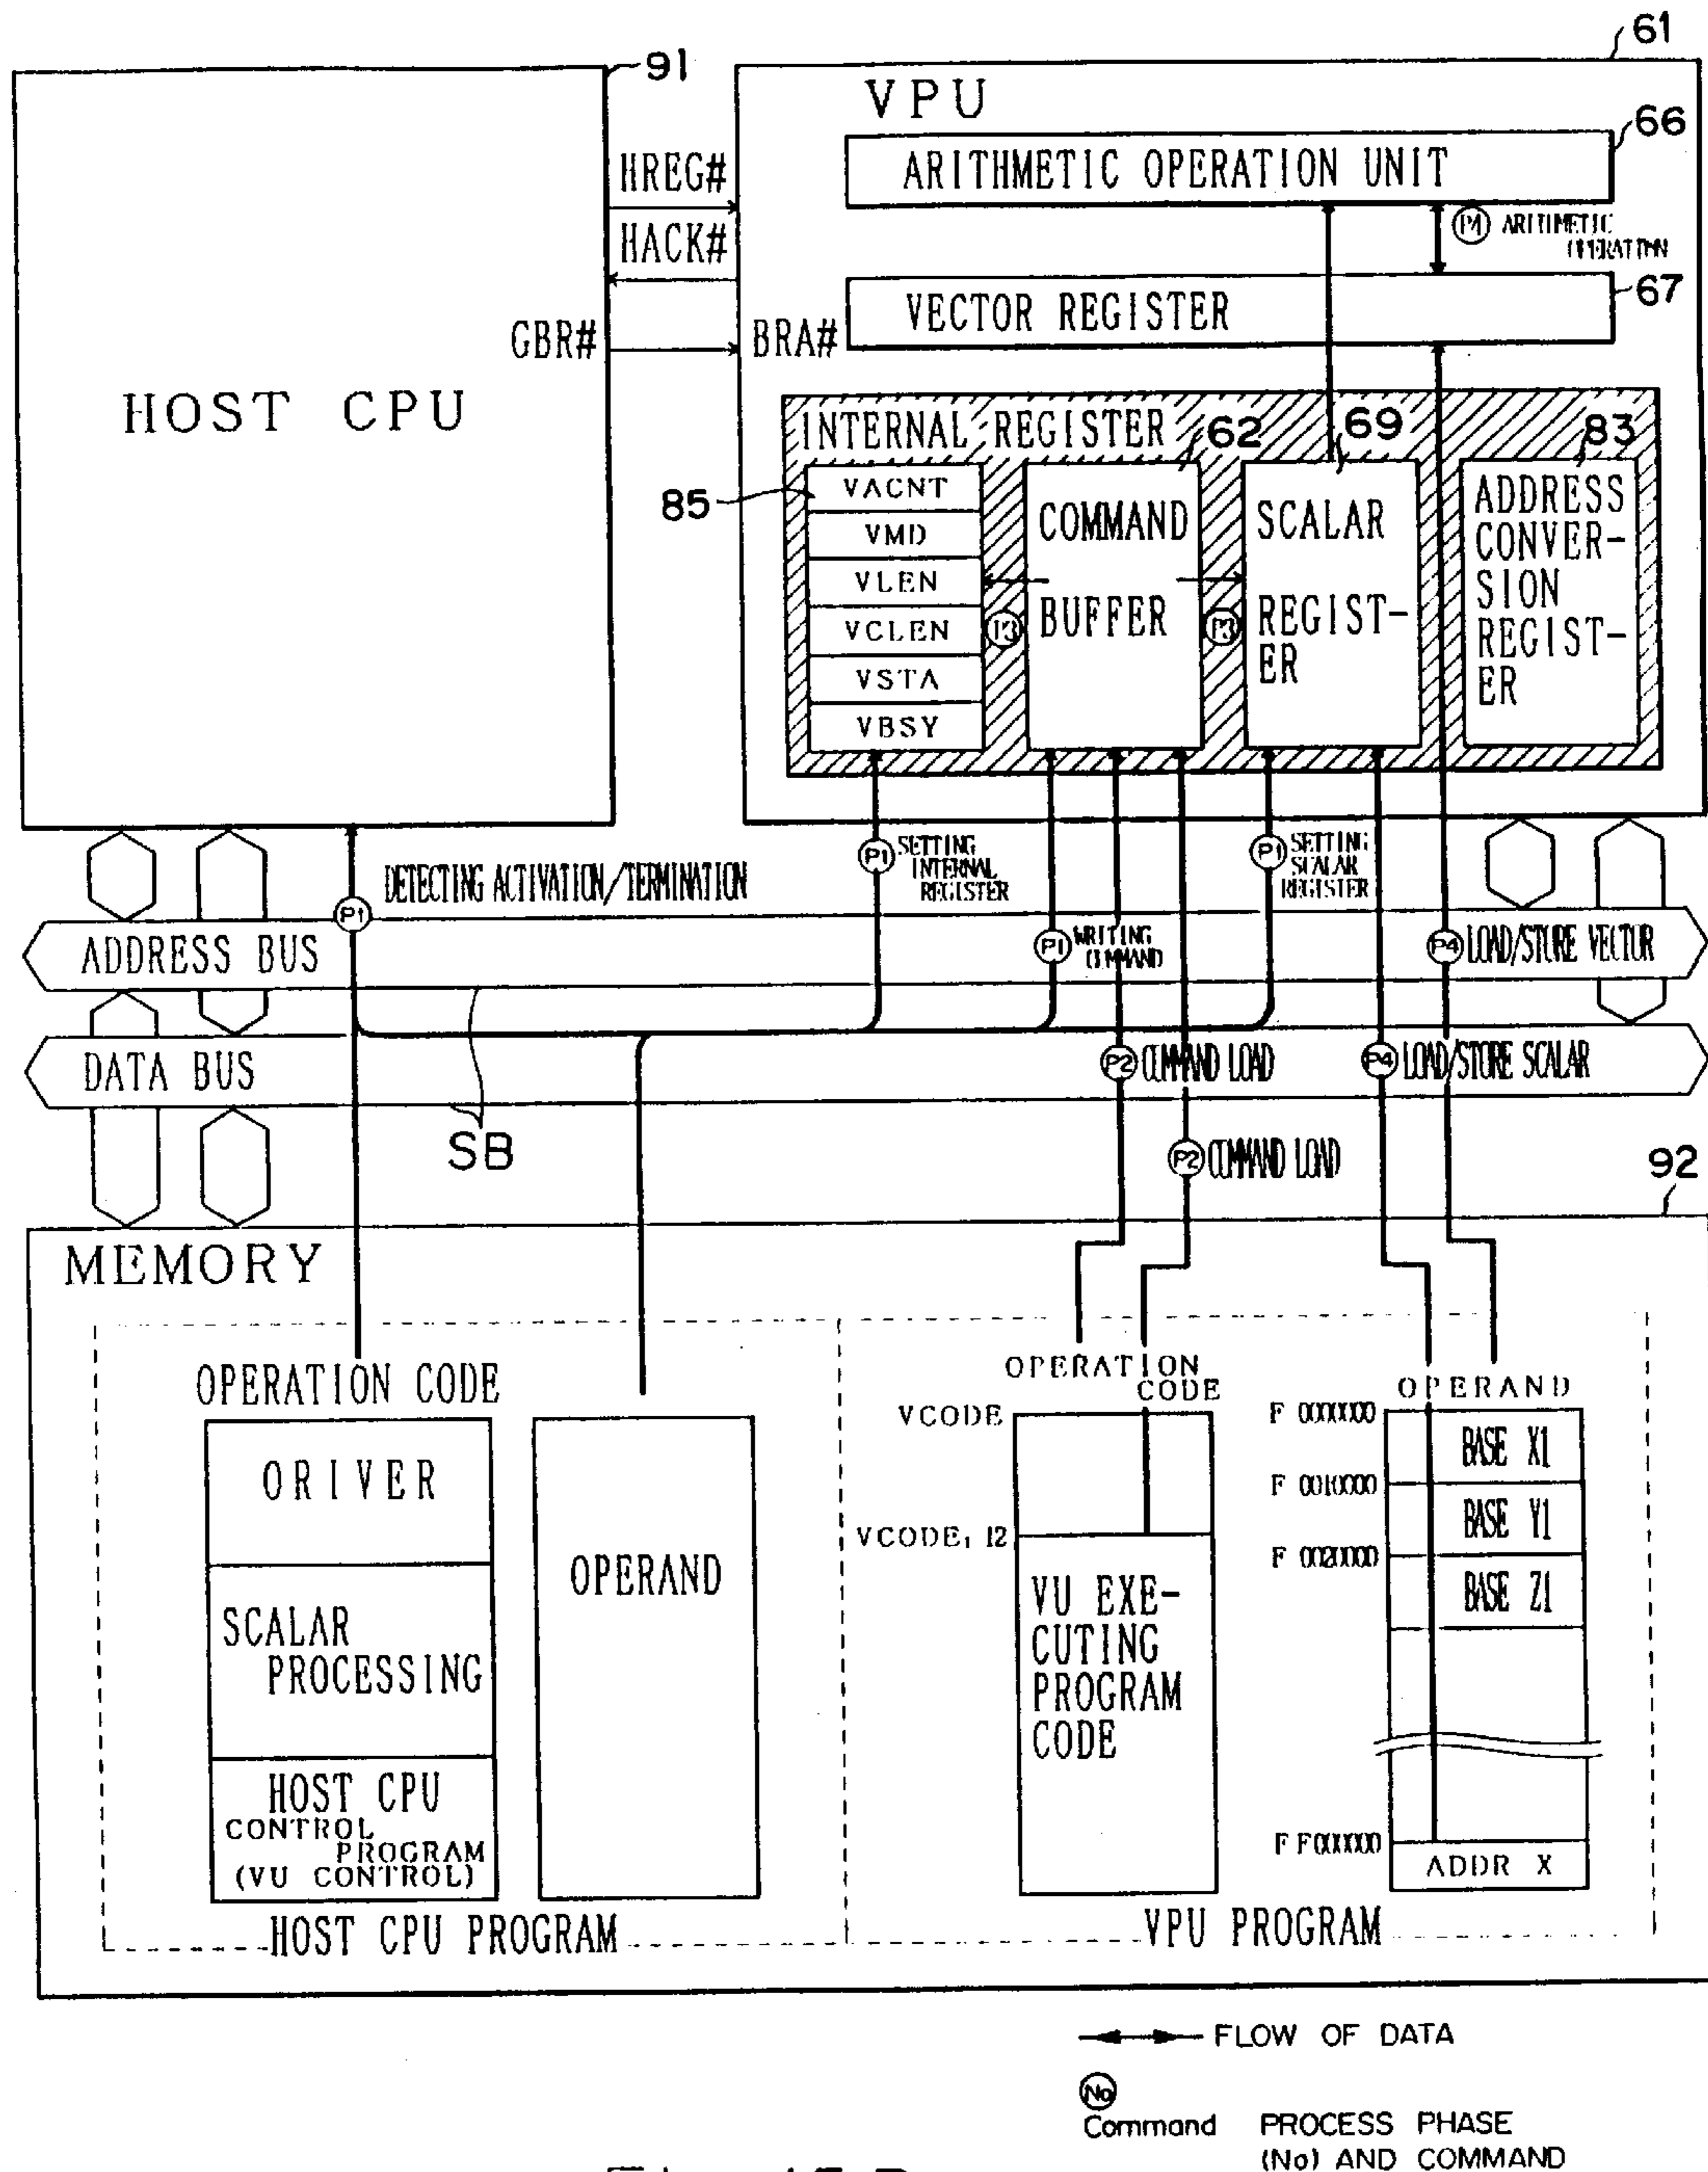 61
91
VPU
66
HREG#
ARITHMETIC OPERATION UNIT
HACK#
P4 ARITHMETIC
OPERATION
67
VECTOR REGISTER
GBR#
BRA#
HOST CPU
INTERNAL REGISTER
62
69
83
85
VACNT
VMD
VLEN
VCLEN
VSTA
VBSY
COMMAND
BUFFER
SCALAR
REGIST-
ER
ADDRESS
CONVER-
SION
REGIST-
ER
P3
P3
P1 SETTING
INTERNAL
REGISTER
P1 SETTING
SCALAR
REGISTER
DETECTING ACTIVATION/TERMINATION
P1
ADDRESS BUS
P1 WRITING
COMMAND
P4 LOAD/STORE VECTOR
DATA BUS
P2 COMMAND LOAD
P4 LOAD/STORE SCALAR
SB
P2 COMMAND LOAD
92
MEMORY
OPERATION CODE
ORIVER
SCALAR
PROCESSING
HOST CPU
CONTROL
PROGRAM
(VU CONTROL)
OPERAND
HOST CPU PROGRAM
OPERATION
CODE
VCODE
VCODE, 12
VU EXE-
CUTING
PROGRAM
CODE
OPERAND
F 0000000
BASE X1
F 0010000
BASE Y1
F 0020000
BASE Z1
F F000000
ADDR X
VPU PROGRAM
FLOW OF DATA
No
Command PROCESS PHASE
(No) AND COMMAND